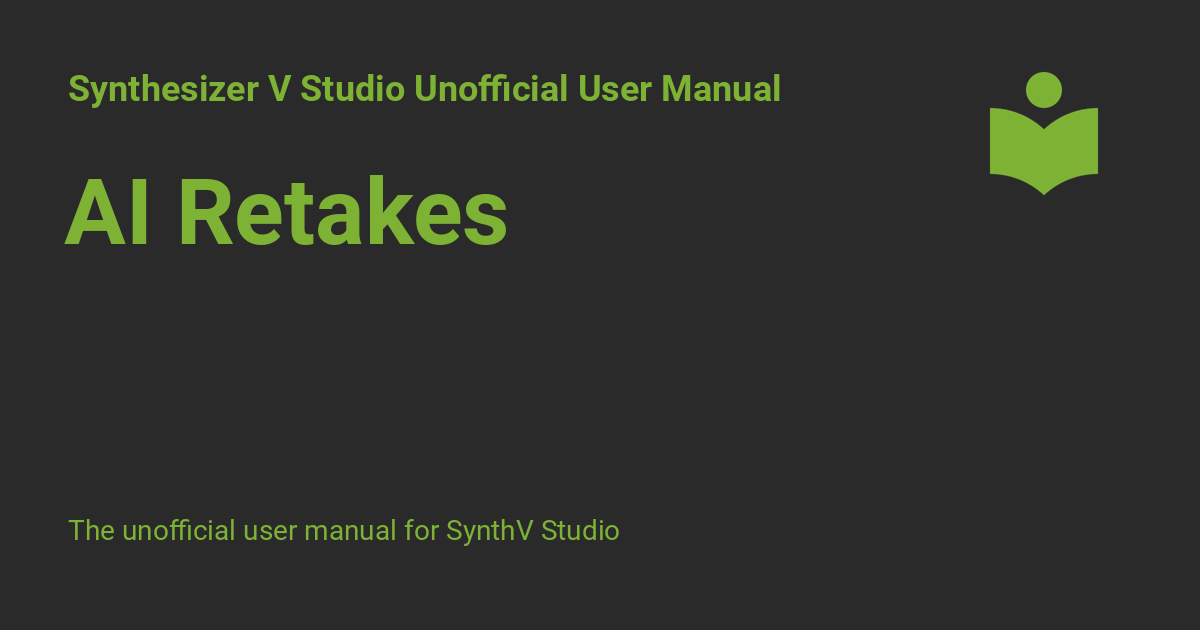 Synthesizer V Studio Unofficial User Manual
AI Retakes
The unofficial user manual for SynthV Studio